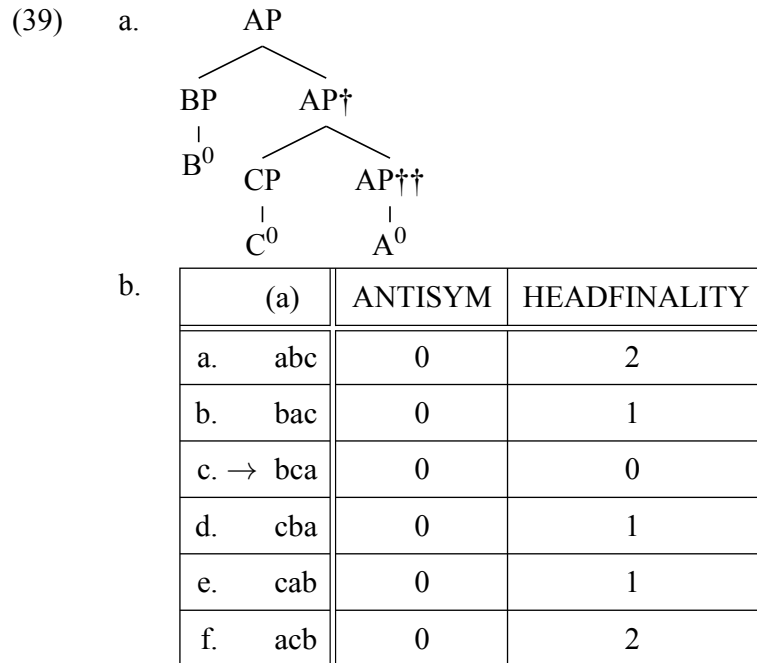 (39) a. AP
BP AP†
B⁰ CP AP††
C⁰ A⁰
b. (a) ANTISYM HEADFINALITY
a. abc 0 2
b. bac 0 1
c. → bca 0 0
d. cba 0 1
e. cab 0 1
f. acb 0 2